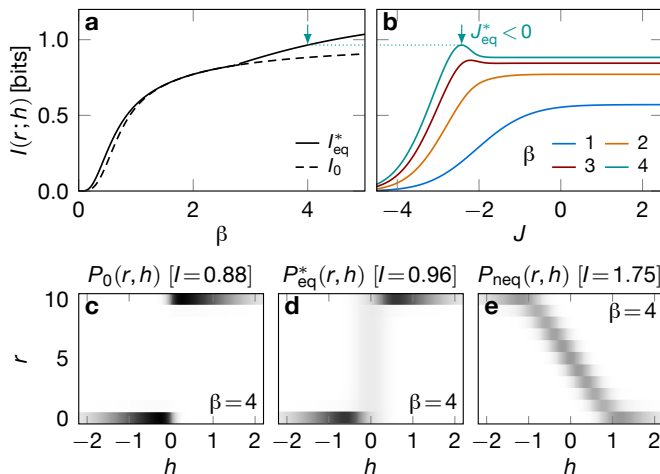 a
I(r; h) [bits]
1.0
0.5
0.0
I*eq
I0
0 2 4
β
b
J*eq < 0
β 1 2
3 4
−4 −2 0 2
J
P0(r, h) [I=0.88]
c
r
10
5
0
β=4
−2 −1 0 1 2
h
P*eq(r, h) [I=0.96]
d
β=4
−2 −1 0 1 2
h
Pneq(r, h) [I=1.75]
e
β=4
−2 −1 0 1 2
h